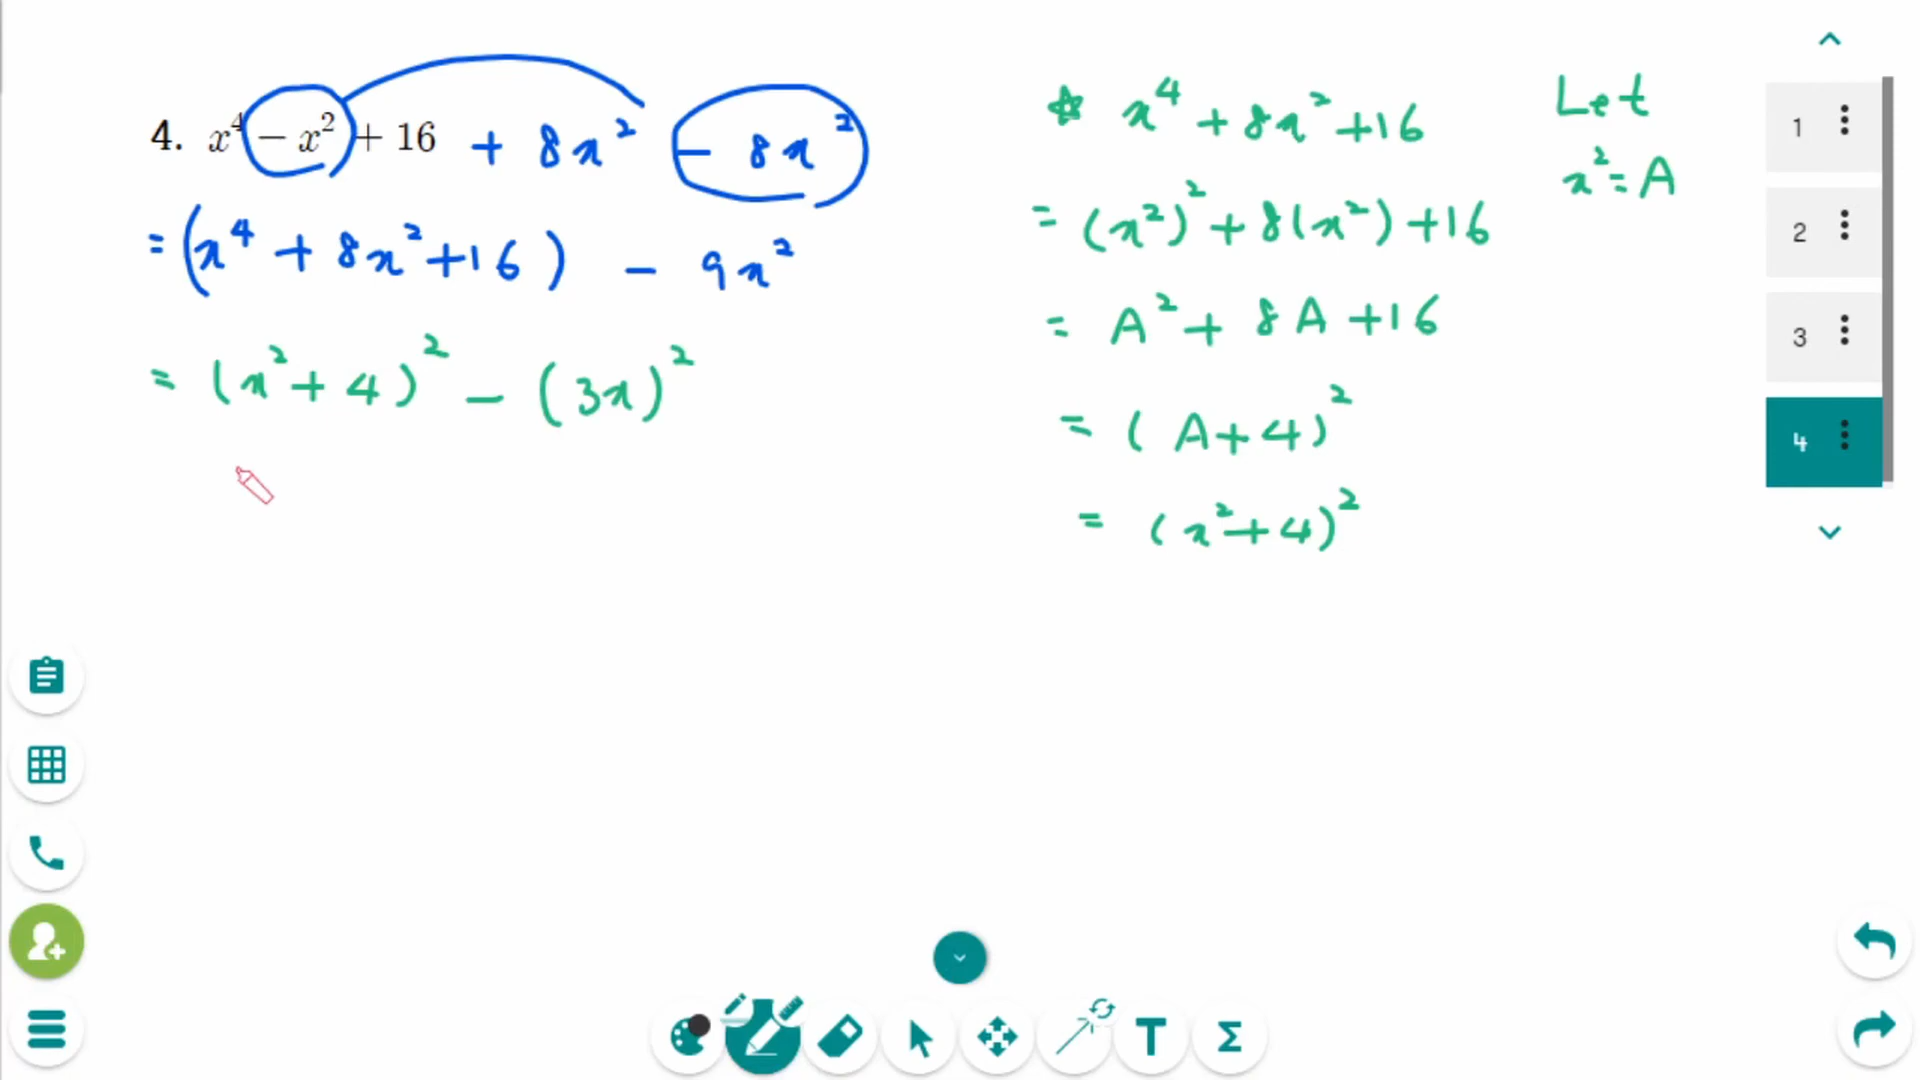 4. x⁴ − x² + 16 + 8x² − 8x²
= (x⁴ + 8x² + 16) − 9x²
= (x² + 4)² − (3x)²
☆ x⁴ + 8x² + 16
= (x²)² + 8(x²) + 16
= A² + 8A + 16
= (A + 4)²
= (x² + 4)²
Let
x² = A
1
2
3
4
T
Σ